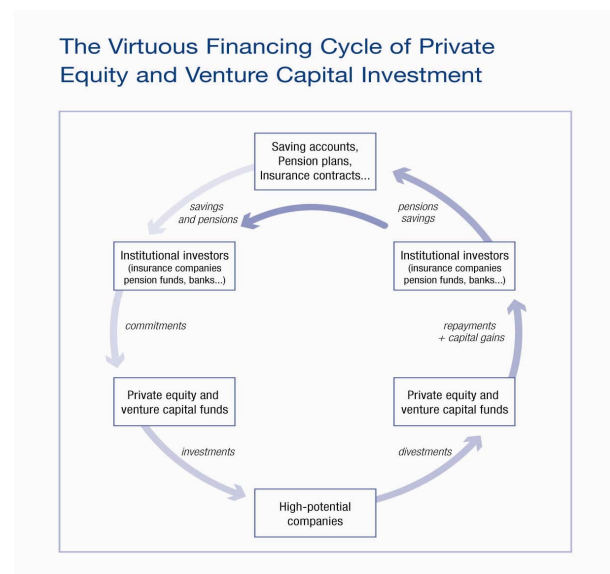 The Virtuous Financing Cycle of Private
Equity and Venture Capital Investment
Saving accounts,
Pension plans,
Insurance contracts...
savings
and pensions
pensions
savings
Institutional investors
(insurance companies
pension funds, banks...)
Institutional investors
(insurance companies
pension funds, banks...)
commitments
repayments
+ capital gains
Private equity and
venture capital funds
Private equity and
venture capital funds
investments
divestments
High-potential
companies